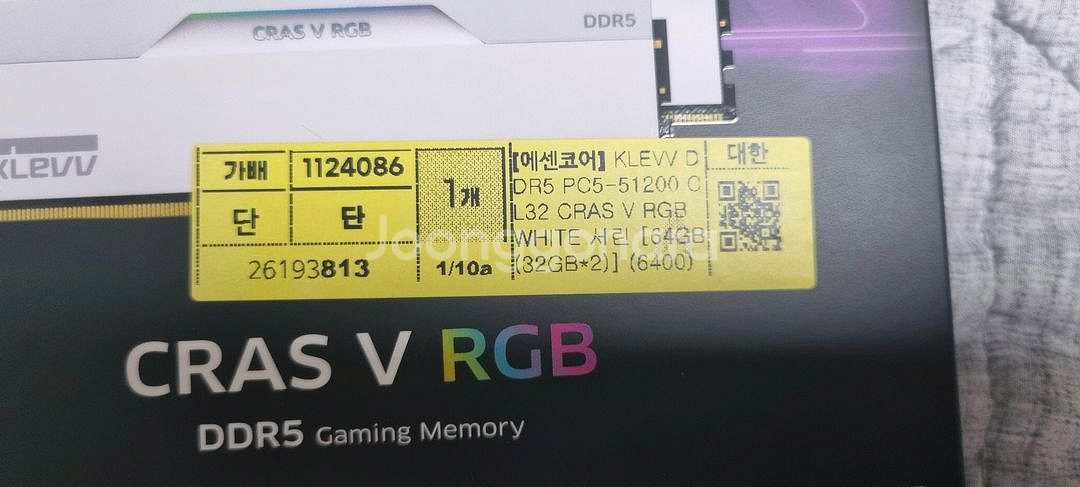 CRAS V RGB
DDR5
KLEVV
가배 1124086
단 단
26193813
1개
1/10a
[에센코어] KLEVV D
DR5 PC5-51200 C
L32 CRAS V RGB
WHITE 서린 [64GB
(32GB*2)] (6400)
대한
CRAS V RGB
DDR5 Gaming Memory